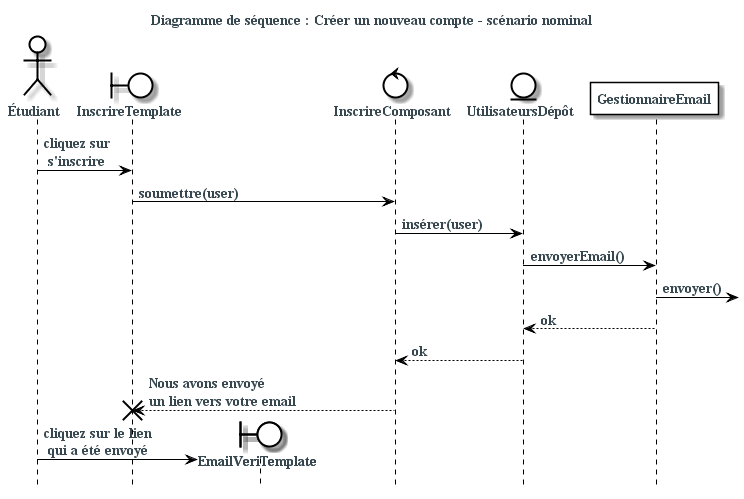 Diagramme de séquence : Créer un nouveau compte - scénario nominal
Étudiant
InscrireTemplate
InscrireComposant
UtilisateursDépôt
GestionnaireEmail
cliquez sur
s'inscrire
soumettre(user)
insérer(user)
envoyerEmail()
envoyer()
ok
ok
Nous avons envoyé
un lien vers votre email
cliquez sur le lien
qui a été envoyé
EmailVeriTemplate